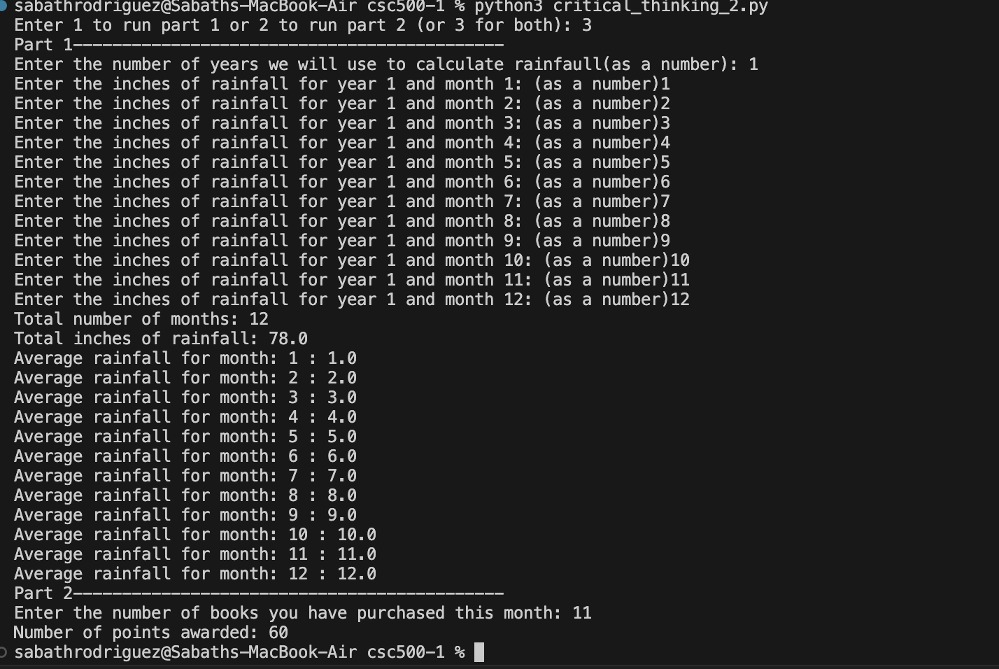 sabathrodriguez@Sabaths-MacBook-Air csc500-1 % python3 critical_thinking_2.py
Enter 1 to run part 1 or 2 to run part 2 (or 3 for both): 3
Part 1--------------------------------------------
Enter the number of years we will use to calculate rainfaull(as a number): 1
Enter the inches of rainfall for year 1 and month 1: (as a number)1
Enter the inches of rainfall for year 1 and month 2: (as a number)2
Enter the inches of rainfall for year 1 and month 3: (as a number)3
Enter the inches of rainfall for year 1 and month 4: (as a number)4
Enter the inches of rainfall for year 1 and month 5: (as a number)5
Enter the inches of rainfall for year 1 and month 6: (as a number)6
Enter the inches of rainfall for year 1 and month 7: (as a number)7
Enter the inches of rainfall for year 1 and month 8: (as a number)8
Enter the inches of rainfall for year 1 and month 9: (as a number)9
Enter the inches of rainfall for year 1 and month 10: (as a number)10
Enter the inches of rainfall for year 1 and month 11: (as a number)11
Enter the inches of rainfall for year 1 and month 12: (as a number)12
Total number of months: 12
Total inches of rainfall: 78.0
Average rainfall for month: 1 : 1.0
Average rainfall for month: 2 : 2.0
Average rainfall for month: 3 : 3.0
Average rainfall for month: 4 : 4.0
Average rainfall for month: 5 : 5.0
Average rainfall for month: 6 : 6.0
Average rainfall for month: 7 : 7.0
Average rainfall for month: 8 : 8.0
Average rainfall for month: 9 : 9.0
Average rainfall for month: 10 : 10.0
Average rainfall for month: 11 : 11.0
Average rainfall for month: 12 : 12.0
Part 2--------------------------------------------
Enter the number of books you have purchased this month: 11
Number of points awarded: 60
sabathrodriguez@Sabaths-MacBook-Air csc500-1 %